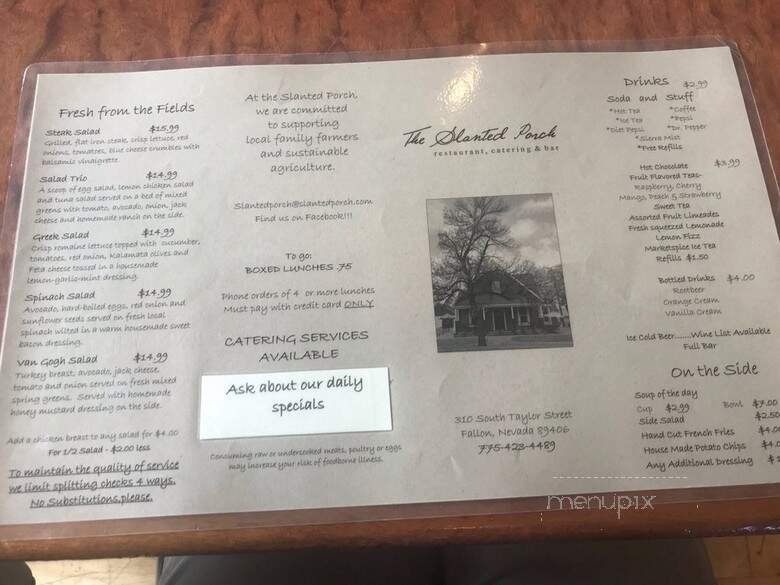 Fresh from the Fields
Steak Salad $15.99
Grilled, flat iron steak, romaine lettuce, red
onions, tomatoes, blue cheese crumbles with
balsamic vinaigrette.
Salad Trio $14.99
A scoop of egg salad, lemon chicken salad
and tuna salad served on a bed of mixed
greens with tomato, avocado, onion, jack
cheese and homemade ranch on the side.
Greek Salad $14.99
Crisp romaine lettuce topped with cucumber,
tomatoes, red onion, Kalamata olives and
Feta cheese tossed in a housemade
lemon-garlic-mint dressing.
Spinach Salad $14.99
Avocado, hard-boiled eggs, red onion and
sunflower seeds served on fresh local
spinach wilted in a warm housemade sweet
bacon dressing.
Van Gogh Salad $14.99
Turkey breast, avocado, jack cheese,
tomato and onion served on fresh mixed
spring greens. Served with homemade
honey mustard dressing on the side.
Add a chicken breast to any salad for $4.00
For 1/2 Salad - $2.00 less
To maintain the quality of service
we limit splitting checks 4 ways.
No Substitutions, please.
At the Slanted Porch,
we are committed
to supporting
local family farmers
and sustainable
agriculture.
Slantedporch@slantedporch.com
Find us on Facebook!!!
To go:
BOXED LUNCHES .75
Phone orders of 4 or more lunches
Must pay with credit card ONLY
CATERING SERVICES
AVAILABLE
Ask about our daily
specials
Consuming raw or undercooked meats, poultry or eggs
may increase your risk of foodborne illness.
The Slanted Porch
restaurant, catering & bar
310 South Taylor Street
Fallon, Nevada 89406
775-423-4489
Drinks $2.99
Soda and Stuff
*Hot Tea *Coffee
*Ice Tea *Pepsi
*Diet Pepsi *Dr. Pepper
*Sierra Mist
*Free Refills
Hot Chocolate $3.99
Fruit Flavored Teas-
Raspberry, Cherry
Mango, Peach & Strawberry
Sweet Tea
Assorted Fruit Limeades
Fresh squeezed Lemonade
Lemon Fizz
Marketspice Ice Tea
Refills $1.50
Bottled Drinks $4.00
Rootbeer
Orange Cream
Vanilla Cream
Ice Cold Beer.......Wine List Available
Full Bar
On the Side
Soup of the day
Cup $2.99 Bowl $7.00
Side Salad $2.50
Hand Cut French Fries $4.0
House Made Potato Chips $4.0
Any Additional Dressing $1
menupix